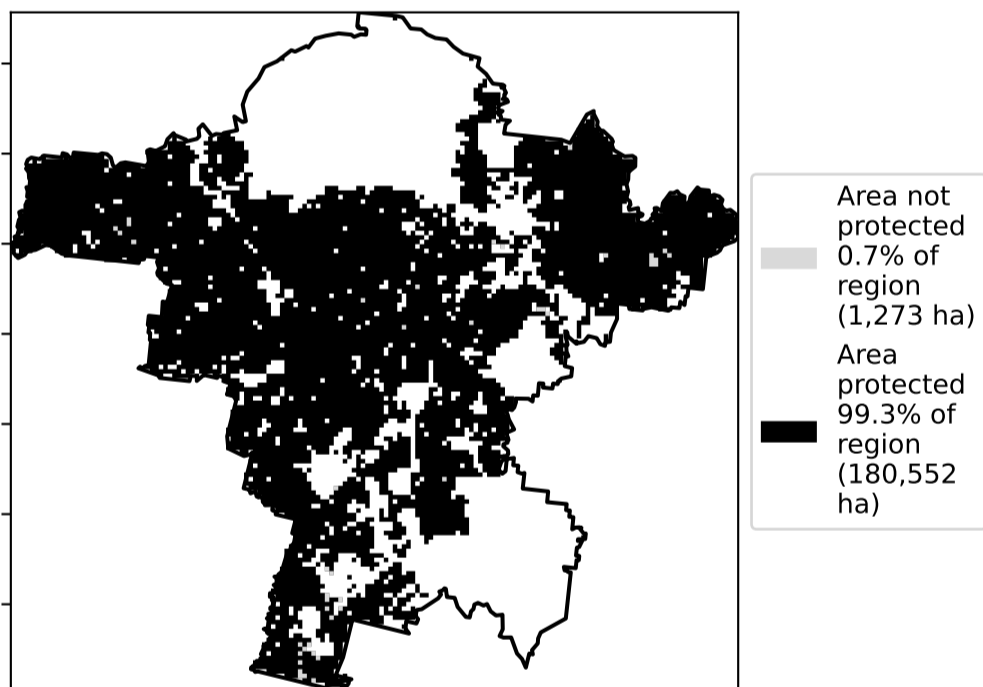 Area not
protected
0.7% of
region
(1,273 ha)
Area
protected
99.3% of
region
(180,552
ha)